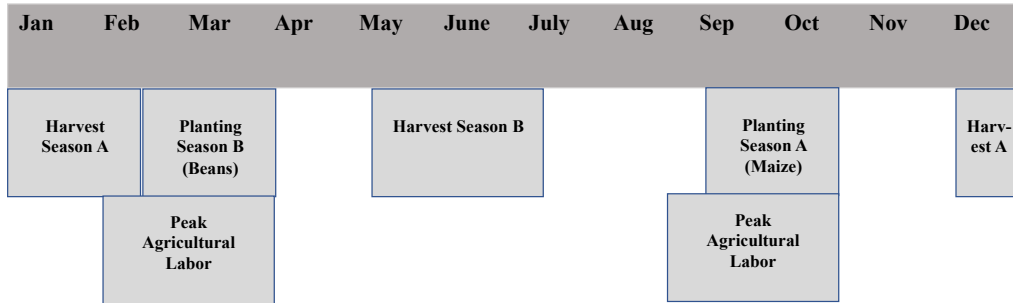 Jan Feb Mar Apr May June July Aug Sep Oct Nov Dec
Harvest
Season A
Planting
Season B
(Beans)
Harvest Season B
Planting
Season A
(Maize)
Harv-
est A
Peak
Agricultural
Labor
Peak
Agricultural
Labor